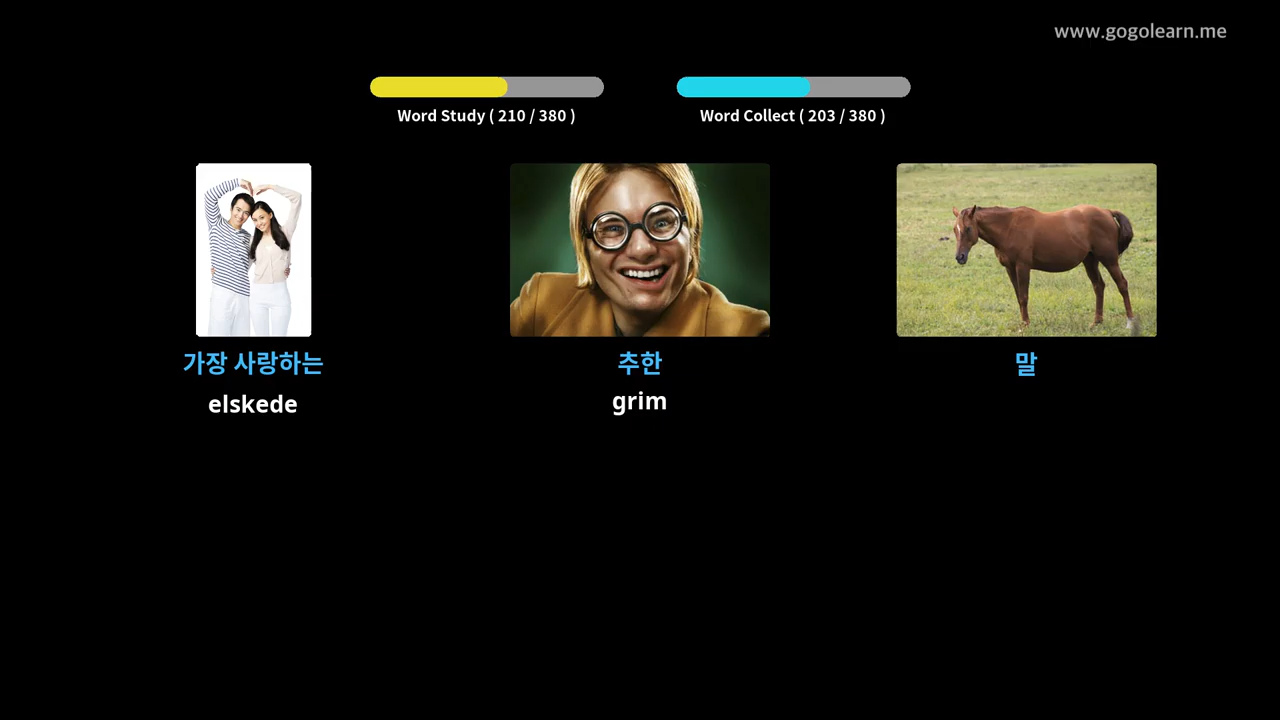 www.gogolearn.me
Word Study ( 210 / 380 )
Word Collect ( 203 / 380 )
가장 사랑하는
추한
말
elskede
grim